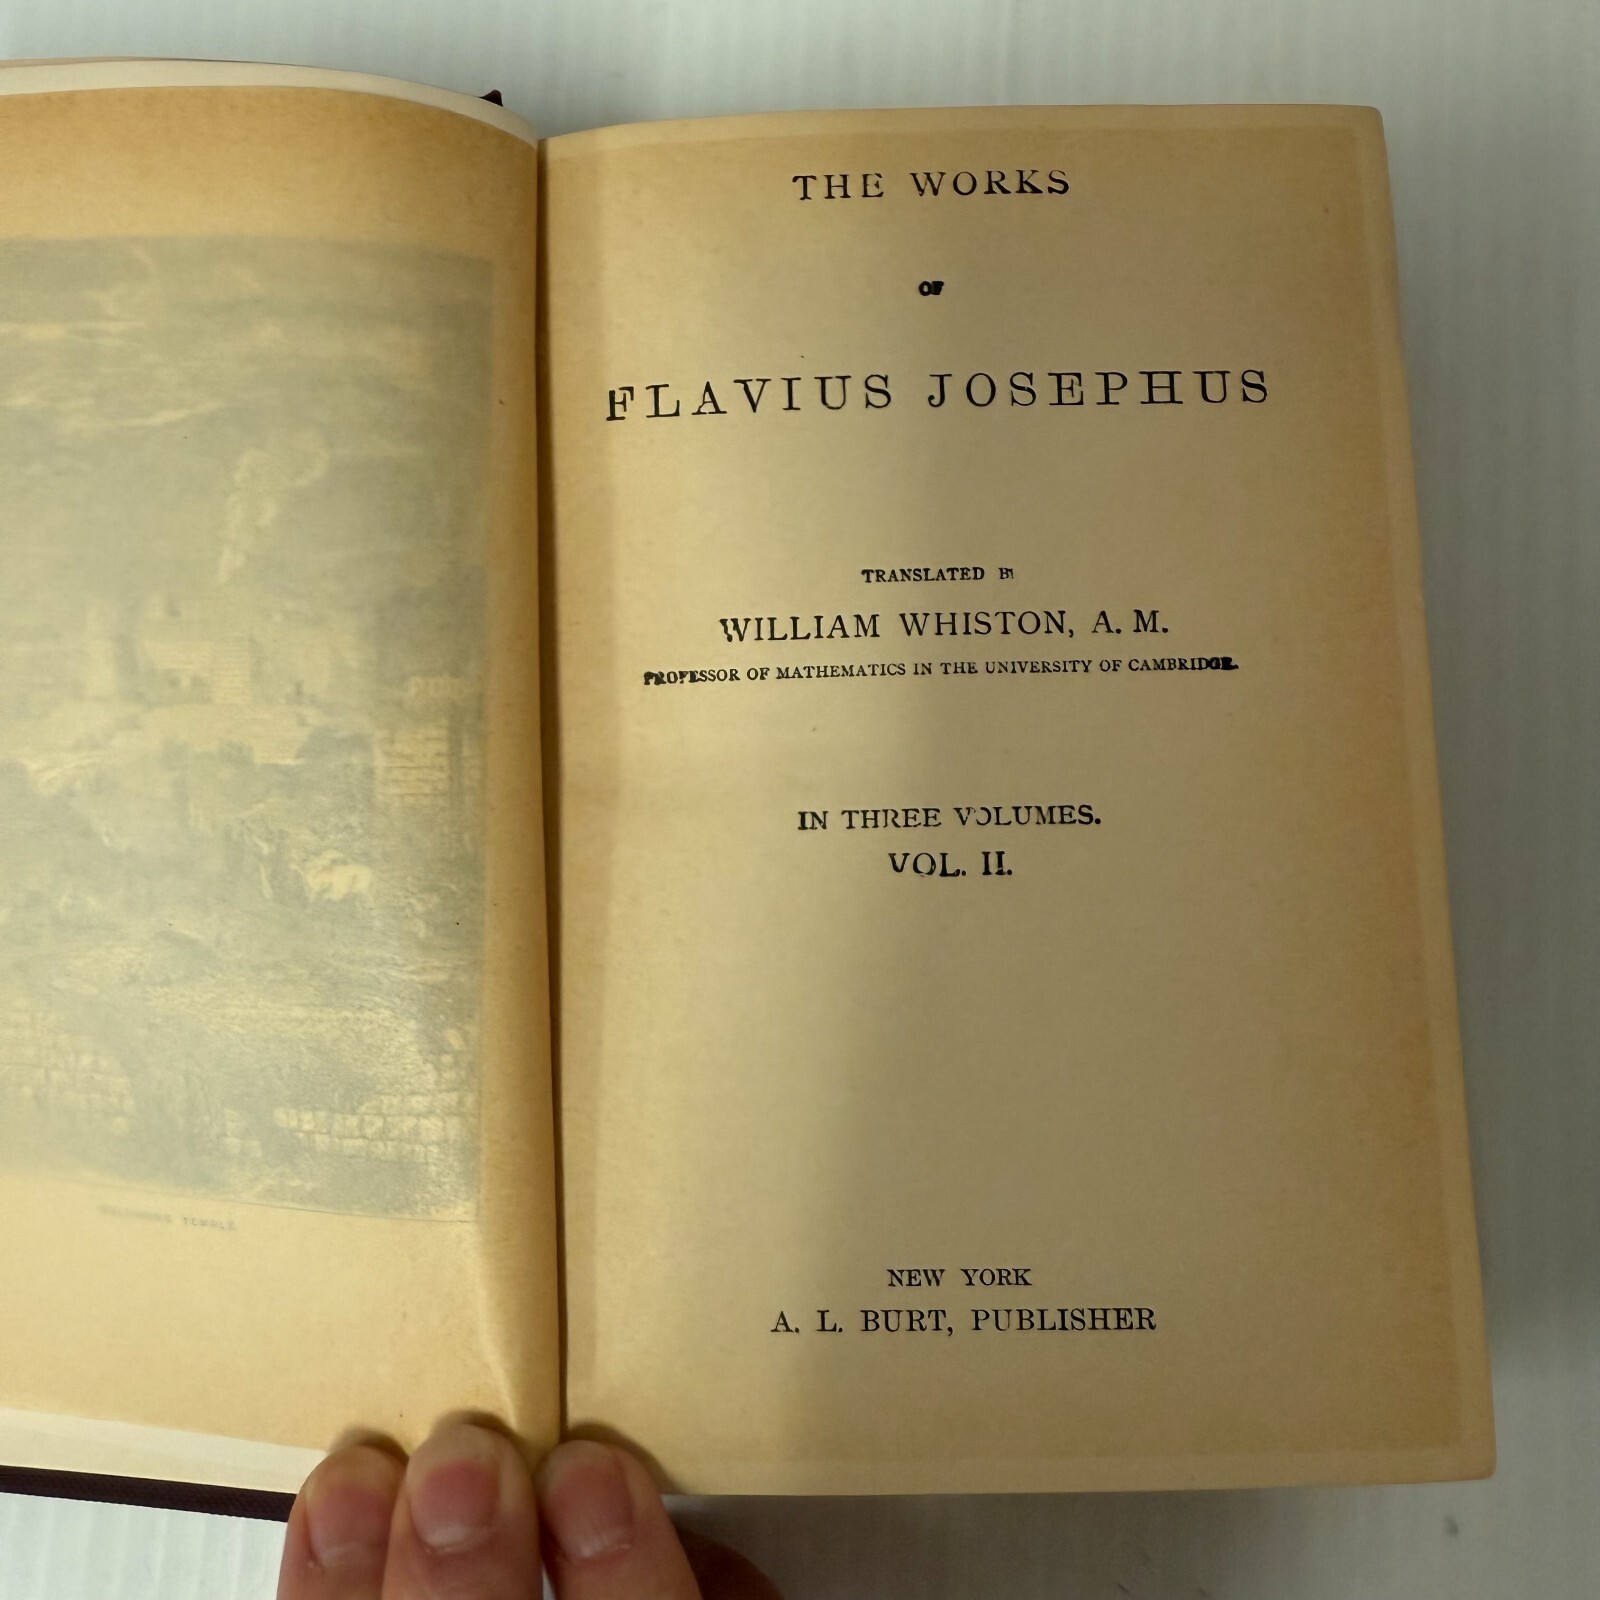 THE WORKS
OF
FLAVIUS JOSEPHUS
TRANSLATED BY
WILLIAM WHISTON, A. M.
PROFESSOR OF MATHEMATICS IN THE UNIVERSITY OF CAMBRIDGE.
IN THREE VOLUMES.
VOL. II.
NEW YORK
A. L. BURT, PUBLISHER
TEMPLE